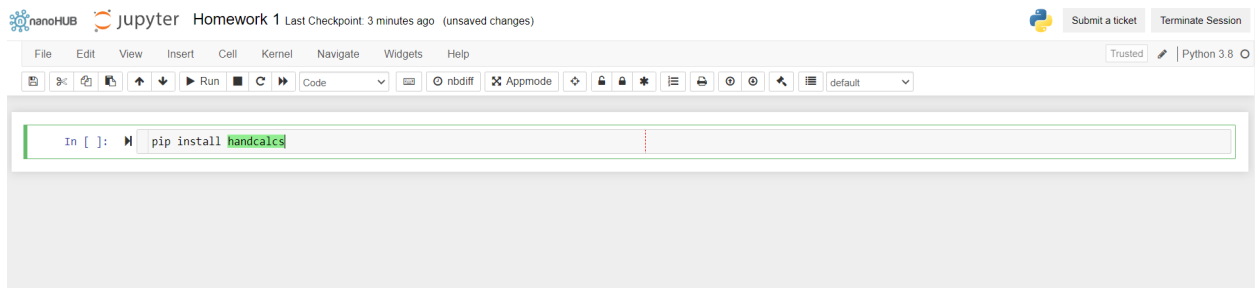 nanoHUB jupyter Homework 1 Last Checkpoint: 3 minutes ago (unsaved changes) Submit a ticket Terminate Session
File Edit View Insert Cell Kernel Navigate Widgets Help Trusted Python 3.8
Run Code nbdiff Appmode default
In [ ]: pip install handcalcs